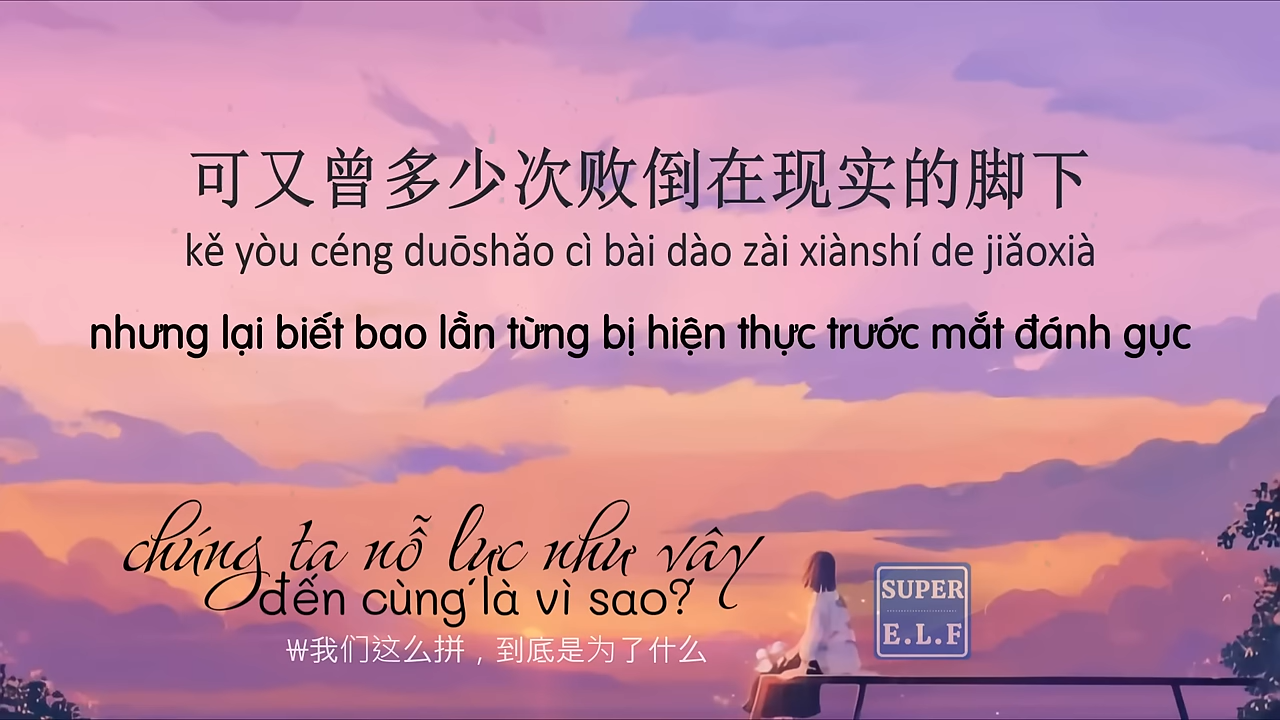 可又曾多少次败倒在现实的脚下
kě yòu céng duōshǎo cì bài dào zài xiànshí de jiǎoxià
nhưng lại biết bao lần từng bị hiện thực trước mắt đánh gục
chúng ta nỗ lực như vậy
đến cùng là vì sao?
₩我们这么拼，到底是为了什么
SUPER
E.L.F